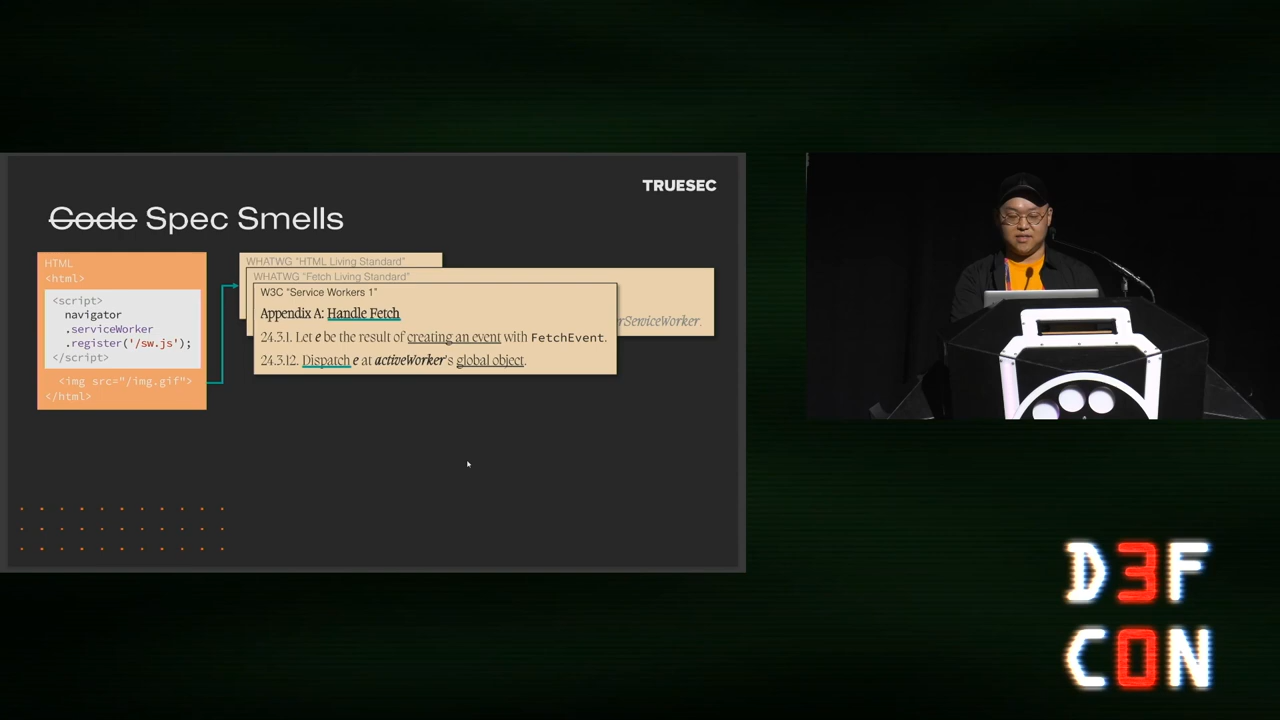 TRUESEC
Code Spec Smells
HTML
<html>
<script>
navigator
.serviceWorker
.register('/sw.js');
</script>
<img src="/img.gif">
</html>
WHATWG “HTML Living Standard”
WHATWG “Fetch Living Standard”
rServiceWorker.
W3C “Service Workers 1”
Appendix A: Handle Fetch
24.3.1. Let e be the result of creating an event with FetchEvent.
24.3.12. Dispatch e at activeWorker's global object.
D3F
C0N